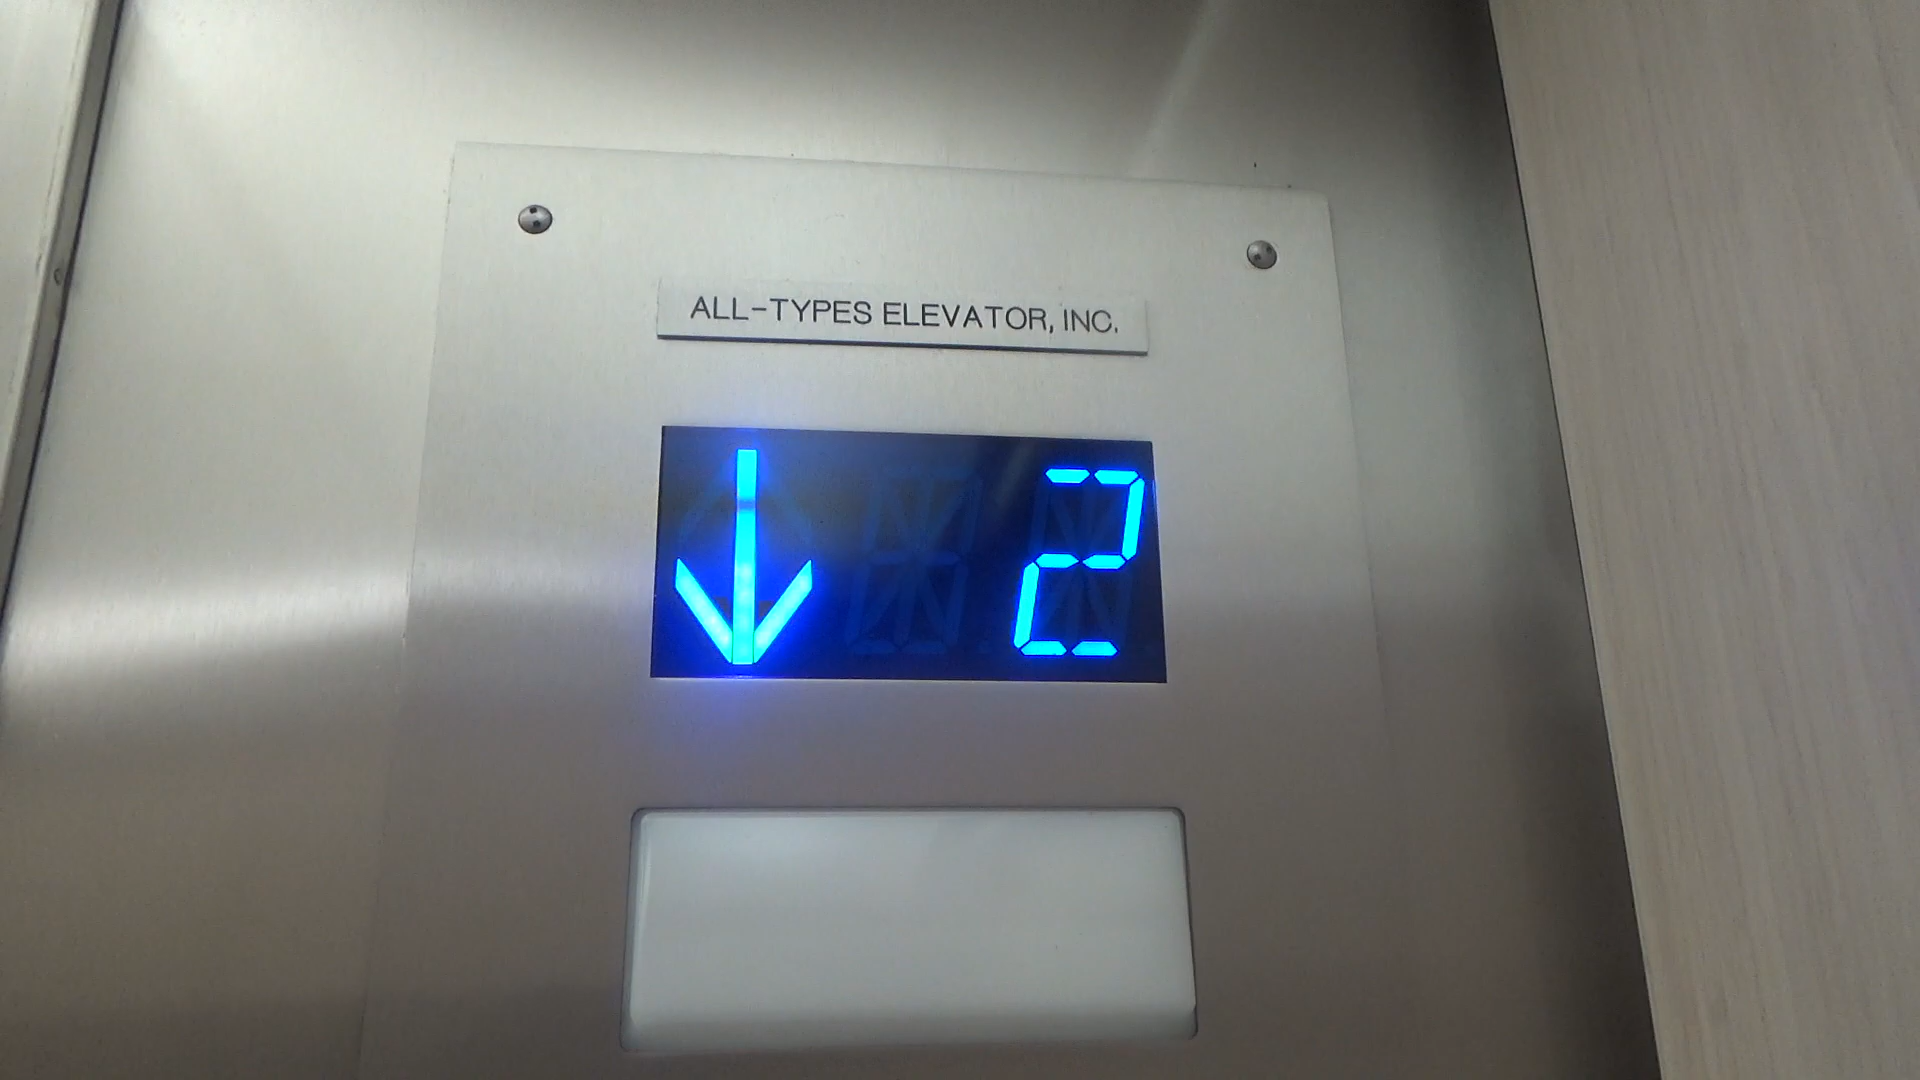 ALL-TYPES ELEVATOR, INC.
↓ 2